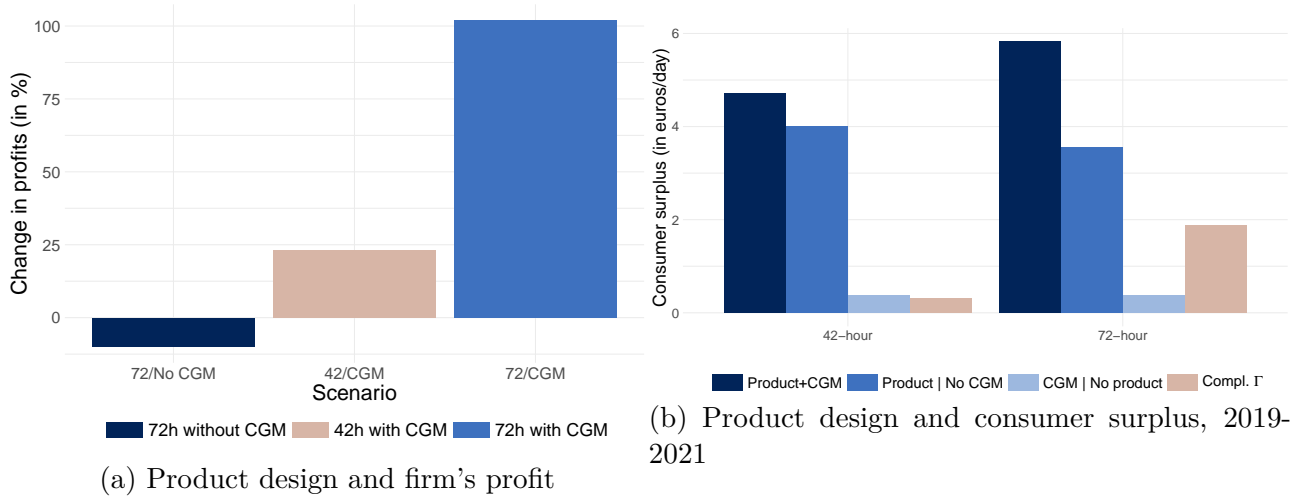 Change in profits (in %)
100
75
50
25
0
72/No CGM 42/CGM 72/CGM
Scenario
72h without CGM 42h with CGM 72h with CGM
(a) Product design and firm's profit
Consumer surplus (in euros/day)
6
4
2
0
42−hour 72−hour
Product+CGM Product | No CGM CGM | No product Compl. Γ
(b) Product design and consumer surplus, 2019-
2021